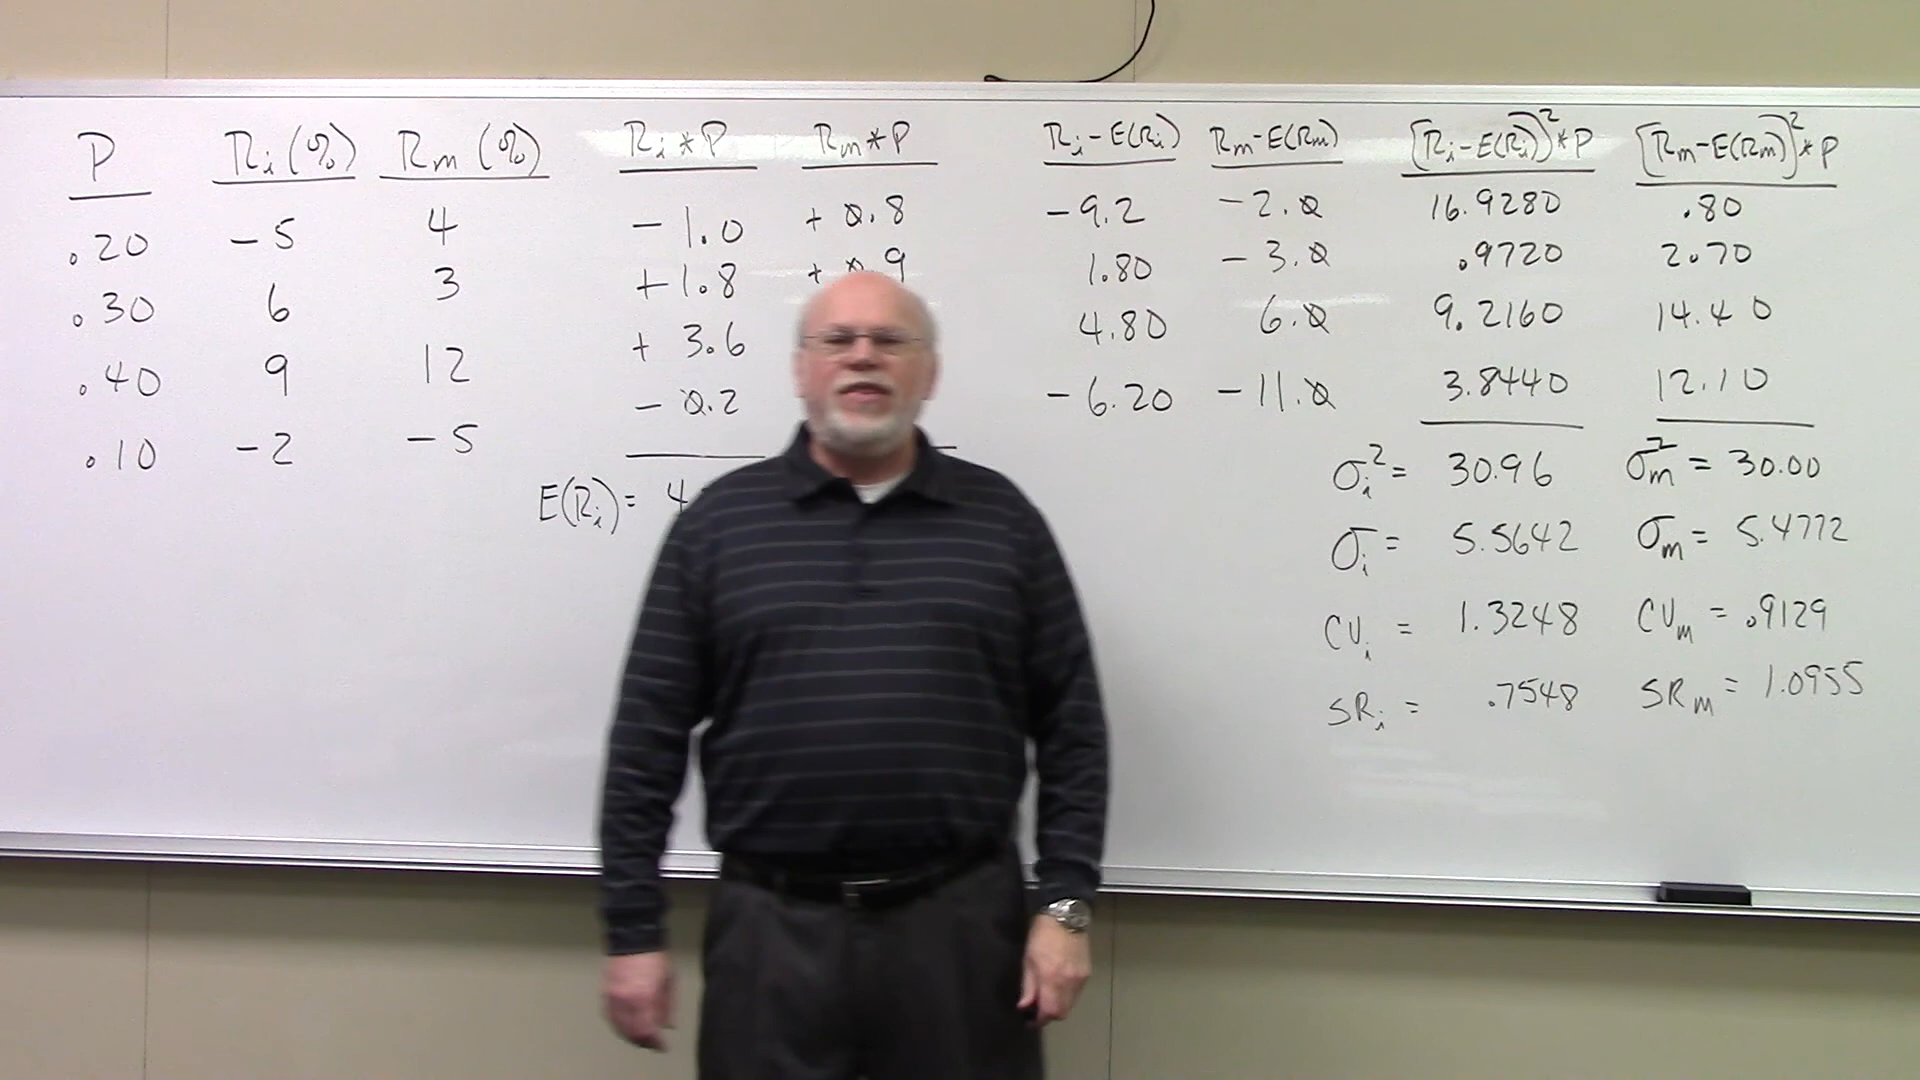 P Ri (%) Rm (%) Ri * P Rm * P Ri - E(Ri) Rm - E(Rm) [Ri - E(Ri)]² * P [Rm - E(Rm)]² * P
.20 -5 4 -1.0 +0.8 -9.2 -2.0 16.9280 .80
.30 6 3 +1.8 +0.9 1.80 -3.0 .9720 2.70
.40 9 12 +3.6 4.80 6.0 9.2160 14.40
.10 -2 -5 -0.2 -6.20 -11.0 3.8440 12.10
E(Ri) = 4 σi² = 30.96 σm² = 30.00
σi = 5.5642 σm = 5.4772
CVi = 1.3248 CVm = .9129
SRi = .7548 SRm = 1.0955